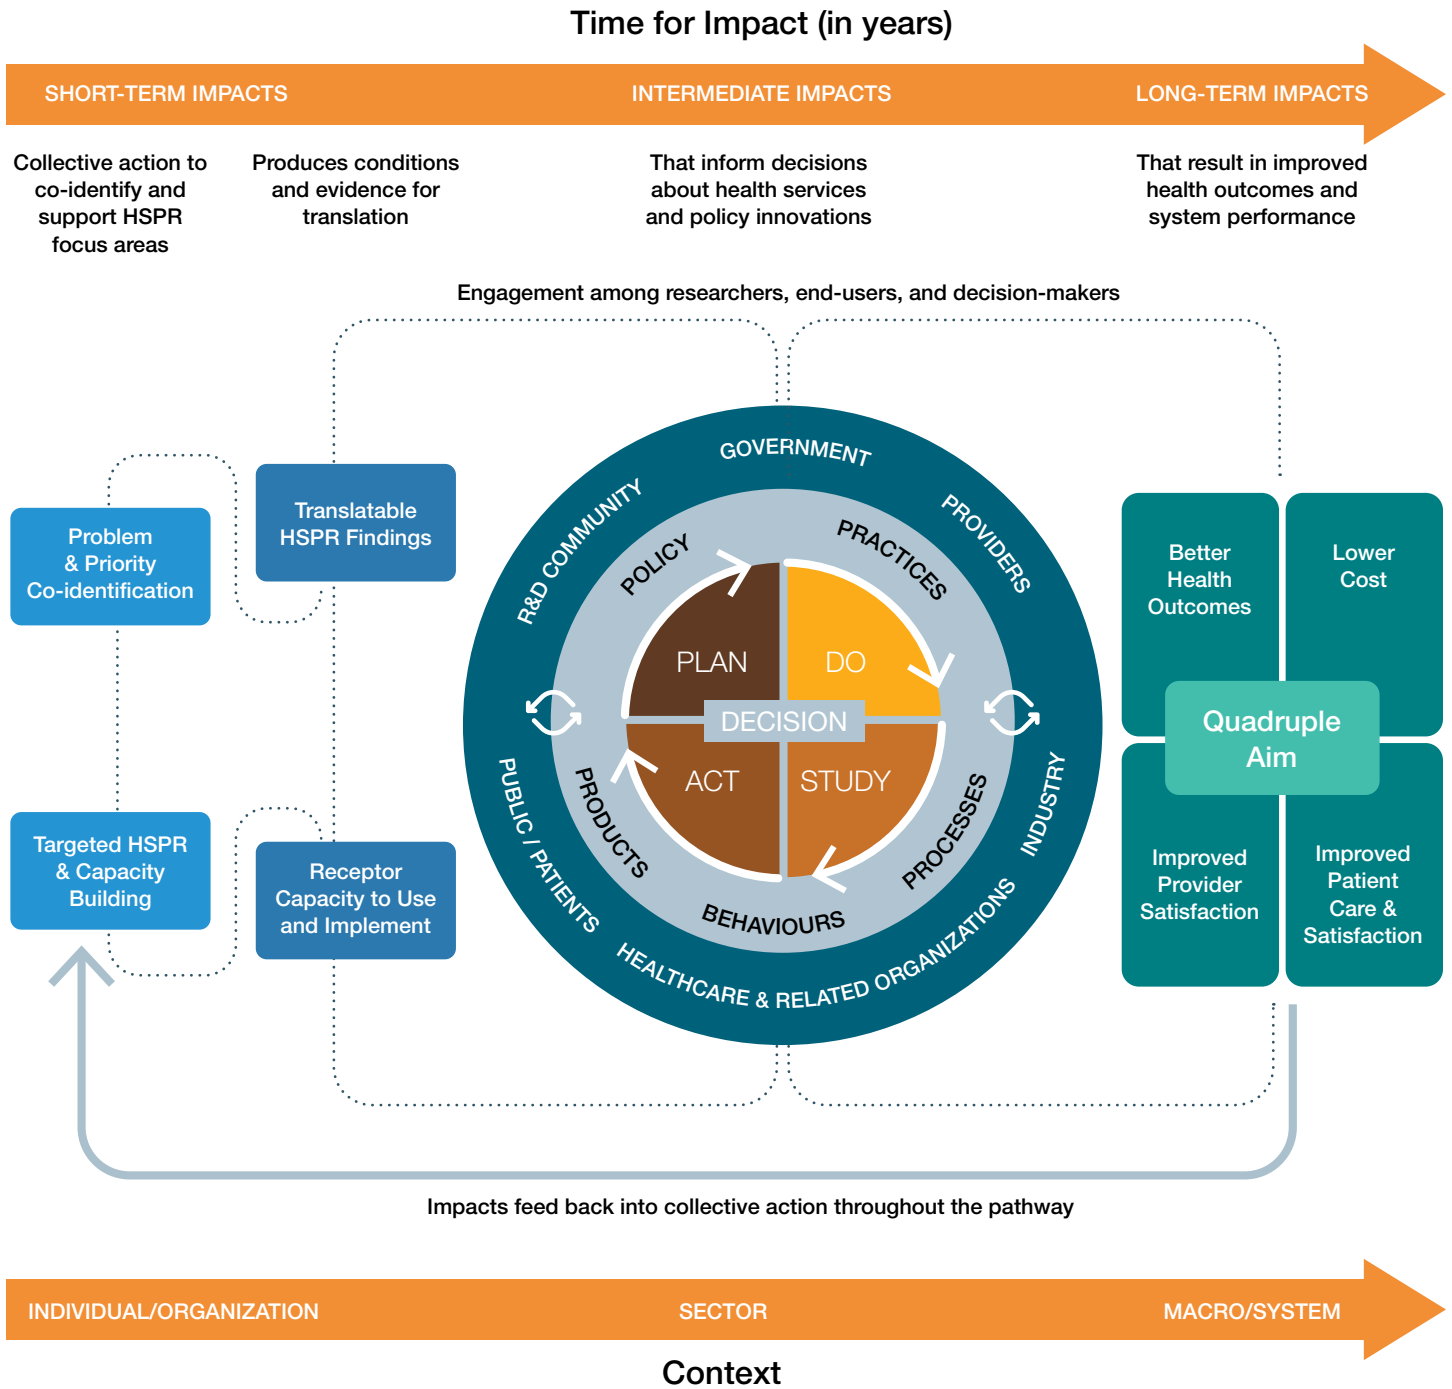 Time for Impact (in years)
SHORT-TERM IMPACTS
INTERMEDIATE IMPACTS
LONG-TERM IMPACTS
Collective action to
co-identify and
support HSPR
focus areas
Produces conditions
and evidence for
translation
That inform decisions
about health services
and policy innovations
That result in improved
health outcomes and
system performance
Engagement among researchers, end-users, and decision-makers
Problem
& Priority
Co-identification
Translatable
HSPR Findings
Targeted HSPR
& Capacity
Building
Receptor
Capacity to Use
and Implement
GOVERNMENT
PROVIDERS
INDUSTRY
HEALTHCARE & RELATED ORGANIZATIONS
PUBLIC / PATIENTS
R&D COMMUNITY
POLICY
PRACTICES
PROCESSES
BEHAVIOURS
PRODUCTS
PLAN
DO
DECISION
ACT
STUDY
Better
Health
Outcomes
Lower
Cost
Quadruple
Aim
Improved
Provider
Satisfaction
Improved
Patient
Care &
Satisfaction
Impacts feed back into collective action throughout the pathway
INDIVIDUAL/ORGANIZATION
SECTOR
MACRO/SYSTEM
Context